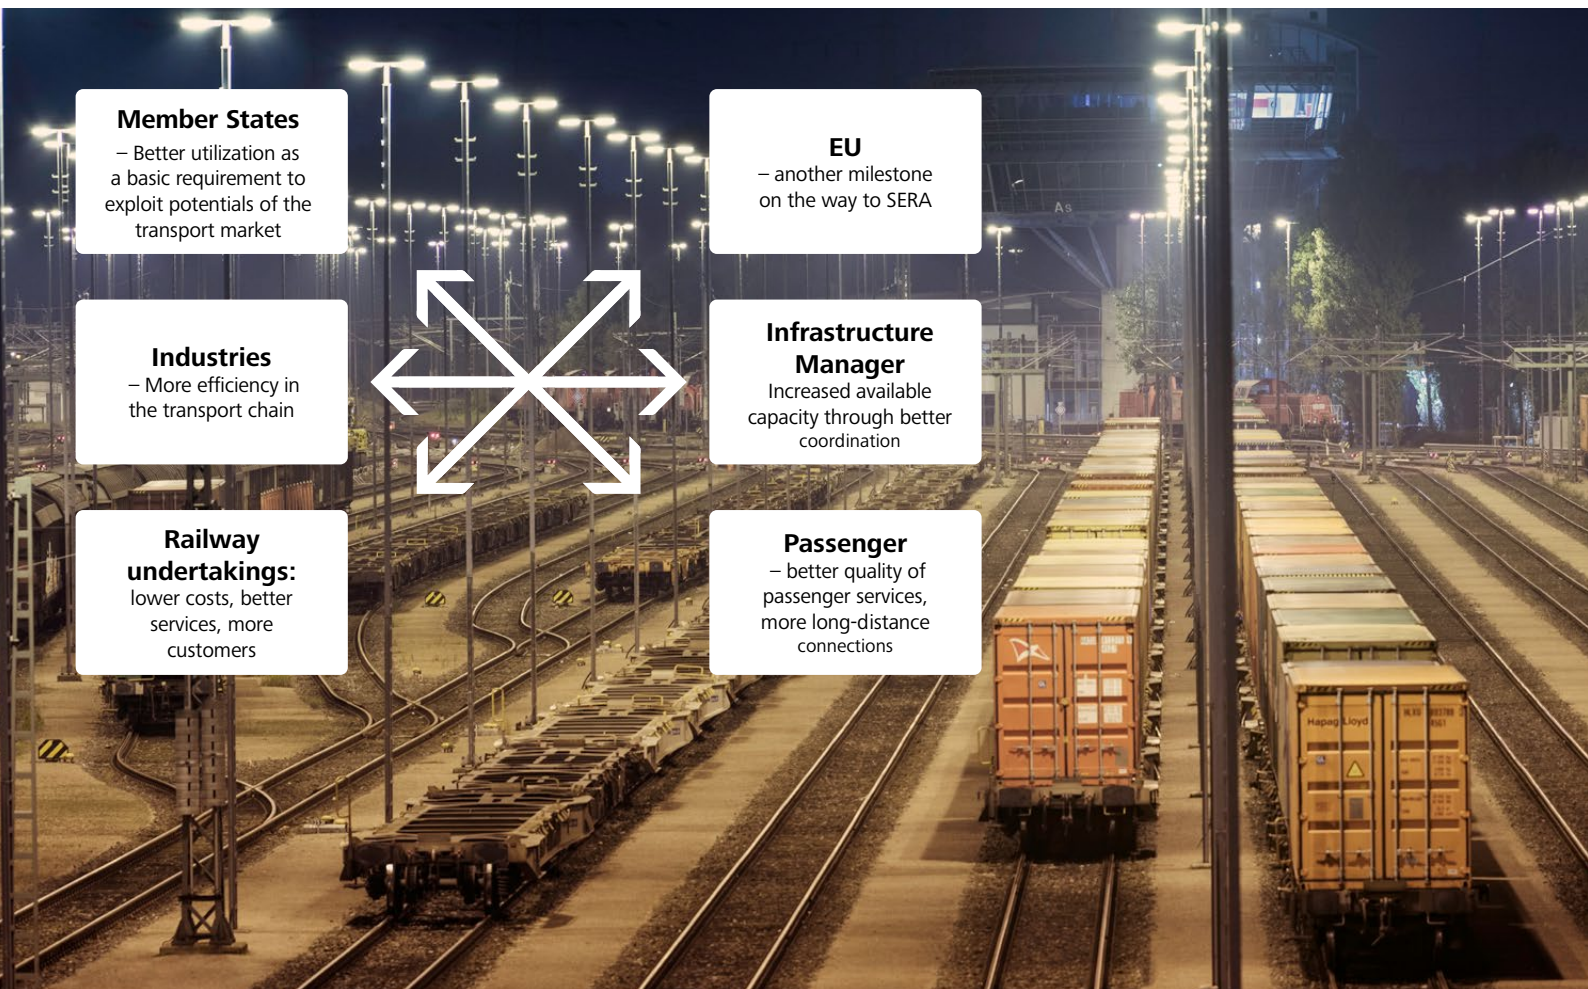 Member States
– Better utilization as
a basic requirement to
exploit potentials of the
transport market
EU
– another milestone
on the way to SERA
Industries
– More efficiency in
the transport chain
Infrastructure
Manager
Increased available
capacity through better
coordination
Railway
undertakings:
lower costs, better
services, more
customers
Passenger
– better quality of
passenger services,
more long-distance
connections
As
Hapag Lloyd